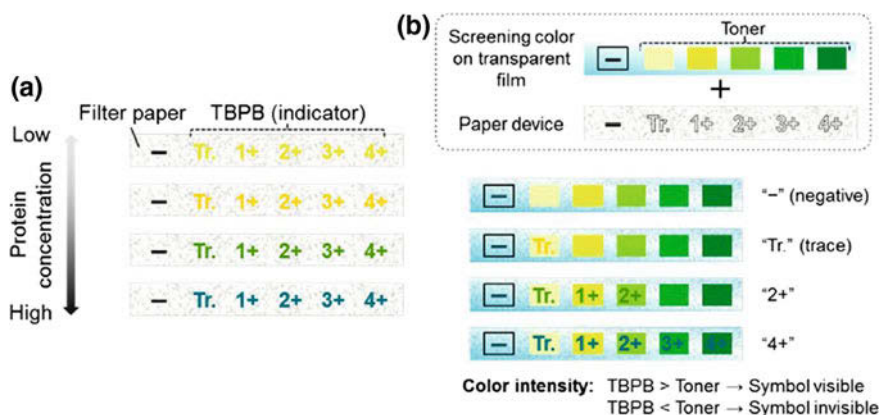 (a)
Filter paper
TBPB (indicator)
Low
Protein
concentration
High
− Tr. 1+ 2+ 3+ 4+
− Tr. 1+ 2+ 3+ 4+
− Tr. 1+ 2+ 3+ 4+
− Tr. 1+ 2+ 3+ 4+
(b)
Screening color
on transparent
film
Toner
−
+
Paper device
− Tr. 1+ 2+ 3+ 4+
− "−" (negative)
− Tr. "Tr." (trace)
− Tr. 1+ 2+ "2+"
− Tr. 1+ 2+ 3+ 4+ "4+"
Color intensity: TBPB > Toner → Symbol visible
TBPB < Toner → Symbol invisible